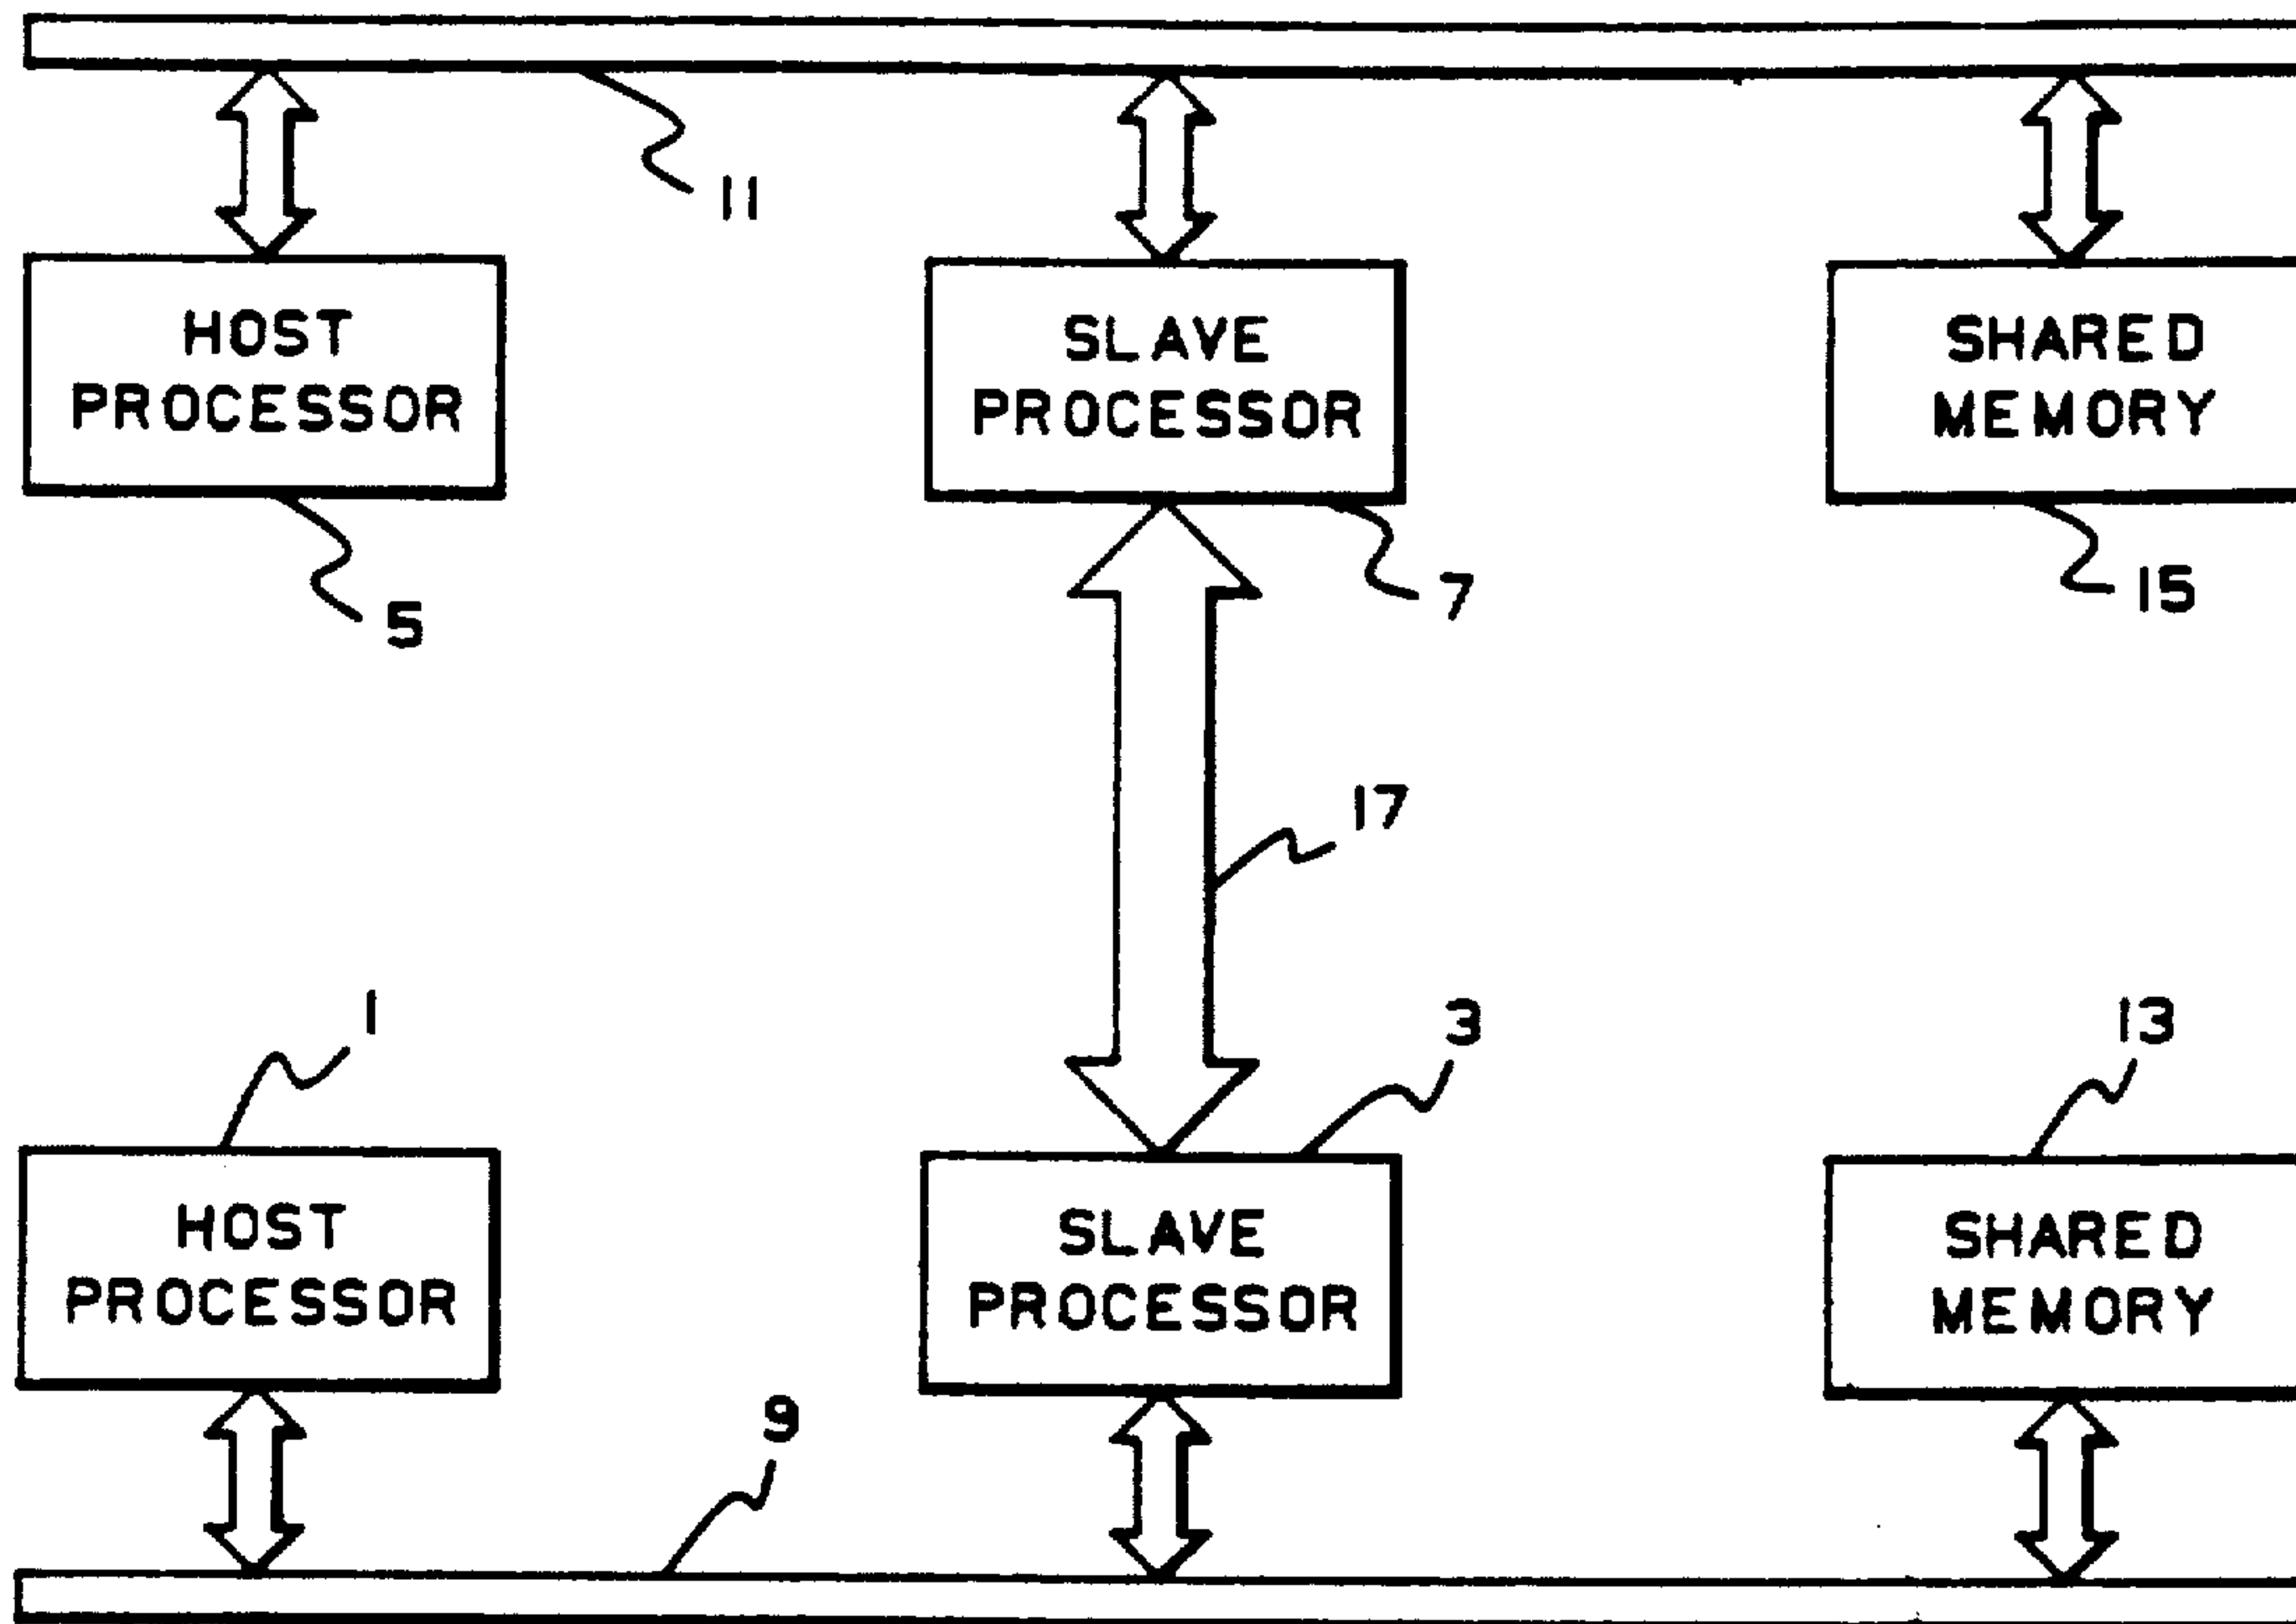 11
HOST
PROCESSOR
SLAVE
PROCESSOR
SHARED
MEMORY
5
7
15
17
1
3
13
HOST
PROCESSOR
SLAVE
PROCESSOR
SHARED
MEMORY
9